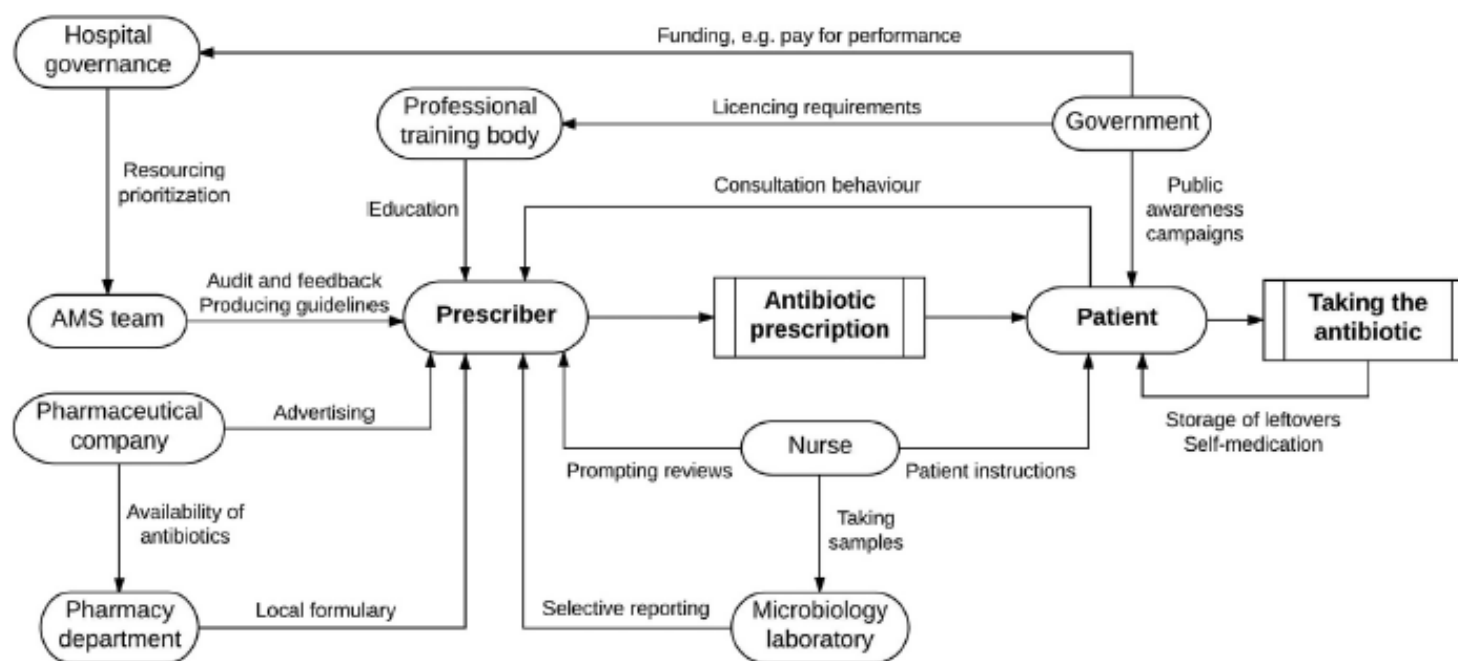 Hospital
governance
Funding, e.g. pay for performance
Professional
training body
Licencing requirements
Government
Resourcing
prioritization
Education
Consultation behaviour
Public
awareness
campaigns
AMS team
Audit and feedback
Producing guidelines
Prescriber
Antibiotic
prescription
Patient
Taking the
antibiotic
Pharmaceutical
company
Advertising
Prompting reviews
Nurse
Patient instructions
Storage of leftovers
Self-medication
Availability of
antibiotics
Taking
samples
Pharmacy
department
Local formulary
Selective reporting
Microbiology
laboratory